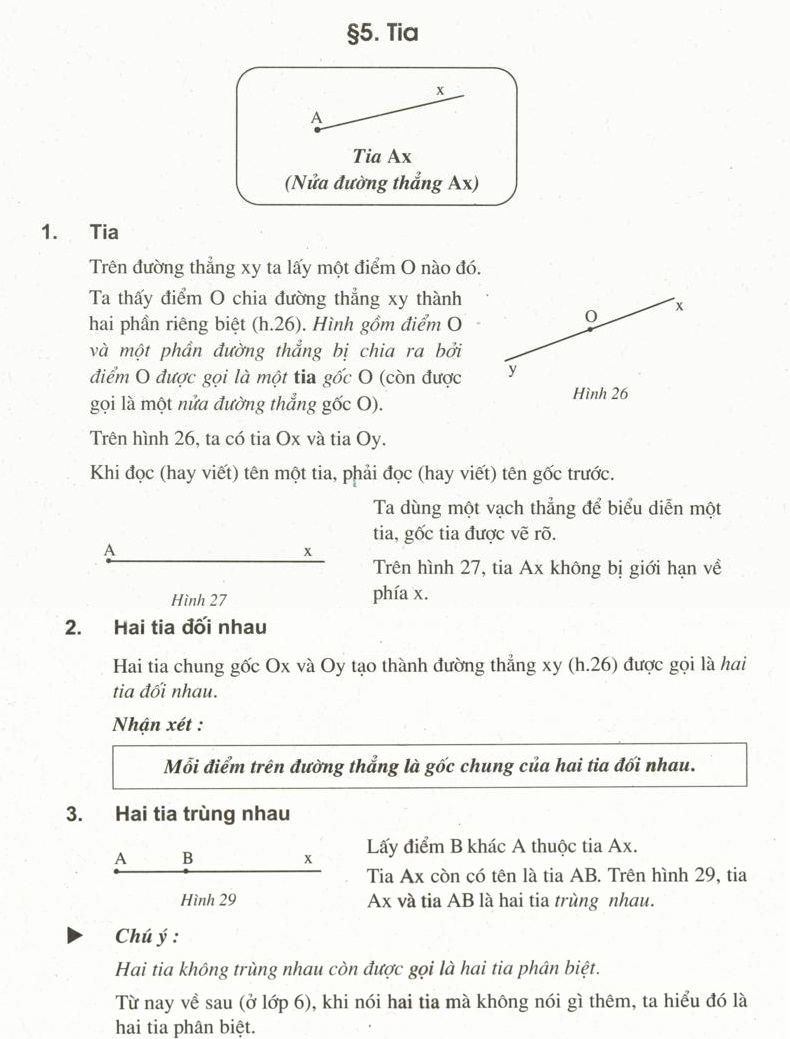 §5. Tia
x
A
Tia Ax
(Nửa đường thẳng Ax)
1. Tia
Trên đường thẳng xy ta lấy một điểm O nào đó.
Ta thấy điểm O chia đường thẳng xy thành
hai phần riêng biệt (h.26). Hình gồm điểm O
và một phần đường thẳng bị chia ra bởi
điểm O được gọi là một tia gốc O (còn được
gọi là một nửa đường thẳng gốc O).
O
x
y
Hình 26
Trên hình 26, ta có tia Ox và tia Oy.
Khi đọc (hay viết) tên một tia, phải đọc (hay viết) tên gốc trước.
A x
Hình 27
Ta dùng một vạch thẳng để biểu diễn một
tia, gốc tia được vẽ rõ.
Trên hình 27, tia Ax không bị giới hạn về
phía x.
2. Hai tia đối nhau
Hai tia chung gốc Ox và Oy tạo thành đường thẳng xy (h.26) được gọi là hai
tia đối nhau.
Nhận xét :
Mỗi điểm trên đường thẳng là gốc chung của hai tia đối nhau.
3. Hai tia trùng nhau
A B x
Hình 29
Lấy điểm B khác A thuộc tia Ax.
Tia Ax còn có tên là tia AB. Trên hình 29, tia
Ax và tia AB là hai tia trùng nhau.
Chú ý :
Hai tia không trùng nhau còn được gọi là hai tia phân biệt.
Từ nay về sau (ở lớp 6), khi nói hai tia mà không nói gì thêm, ta hiểu đó là
hai tia phân biệt.